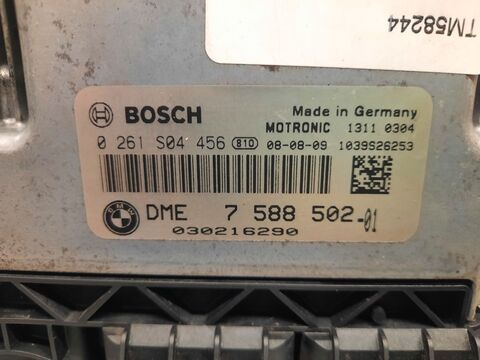 TM58244
BOSCH
Made in Germany
MOTRONIC 1311 0304
0 261 S04 456 810 08-08-09 1039S26253
BMW DME 7 588 502-01
030216290